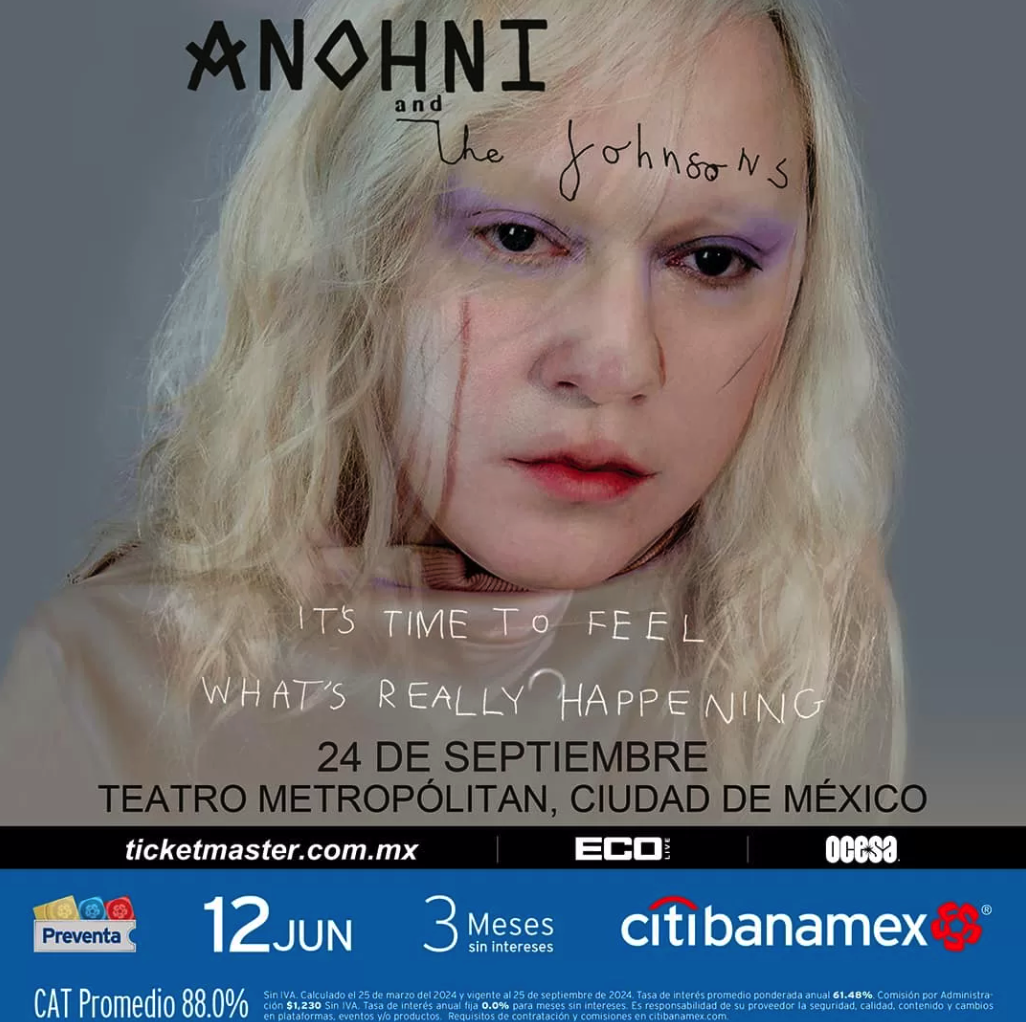 ANOHNI
and
The JohnsoNS
IT'S TIME TO FEEL
WHAT'S REALLY HAPPENING
24 DE SEPTIEMBRE
TEATRO METROPÓLITAN, CIUDAD DE MÉXICO
ticketmaster.com.mx ECO LIVE ocesa
Preventa 12 JUN 3 Meses sin intereses citibanamex®
CAT Promedio 88.0%
Sin IVA. Calculado el 25 de marzo del 2024 y vigente al 25 de septiembre de 2024. Tasa de interés promedio ponderada anual 61.48%. Comisión por Administra-
ción $1,230 Sin IVA. Tasa de interés anual fija 0.0% para meses sin intereses. Es responsabilidad de su proveedor la seguridad, calidad, contenido y cambios
en plataformas, eventos y/o productos. Requisitos de contratación y comisiones en citibanamex.com.